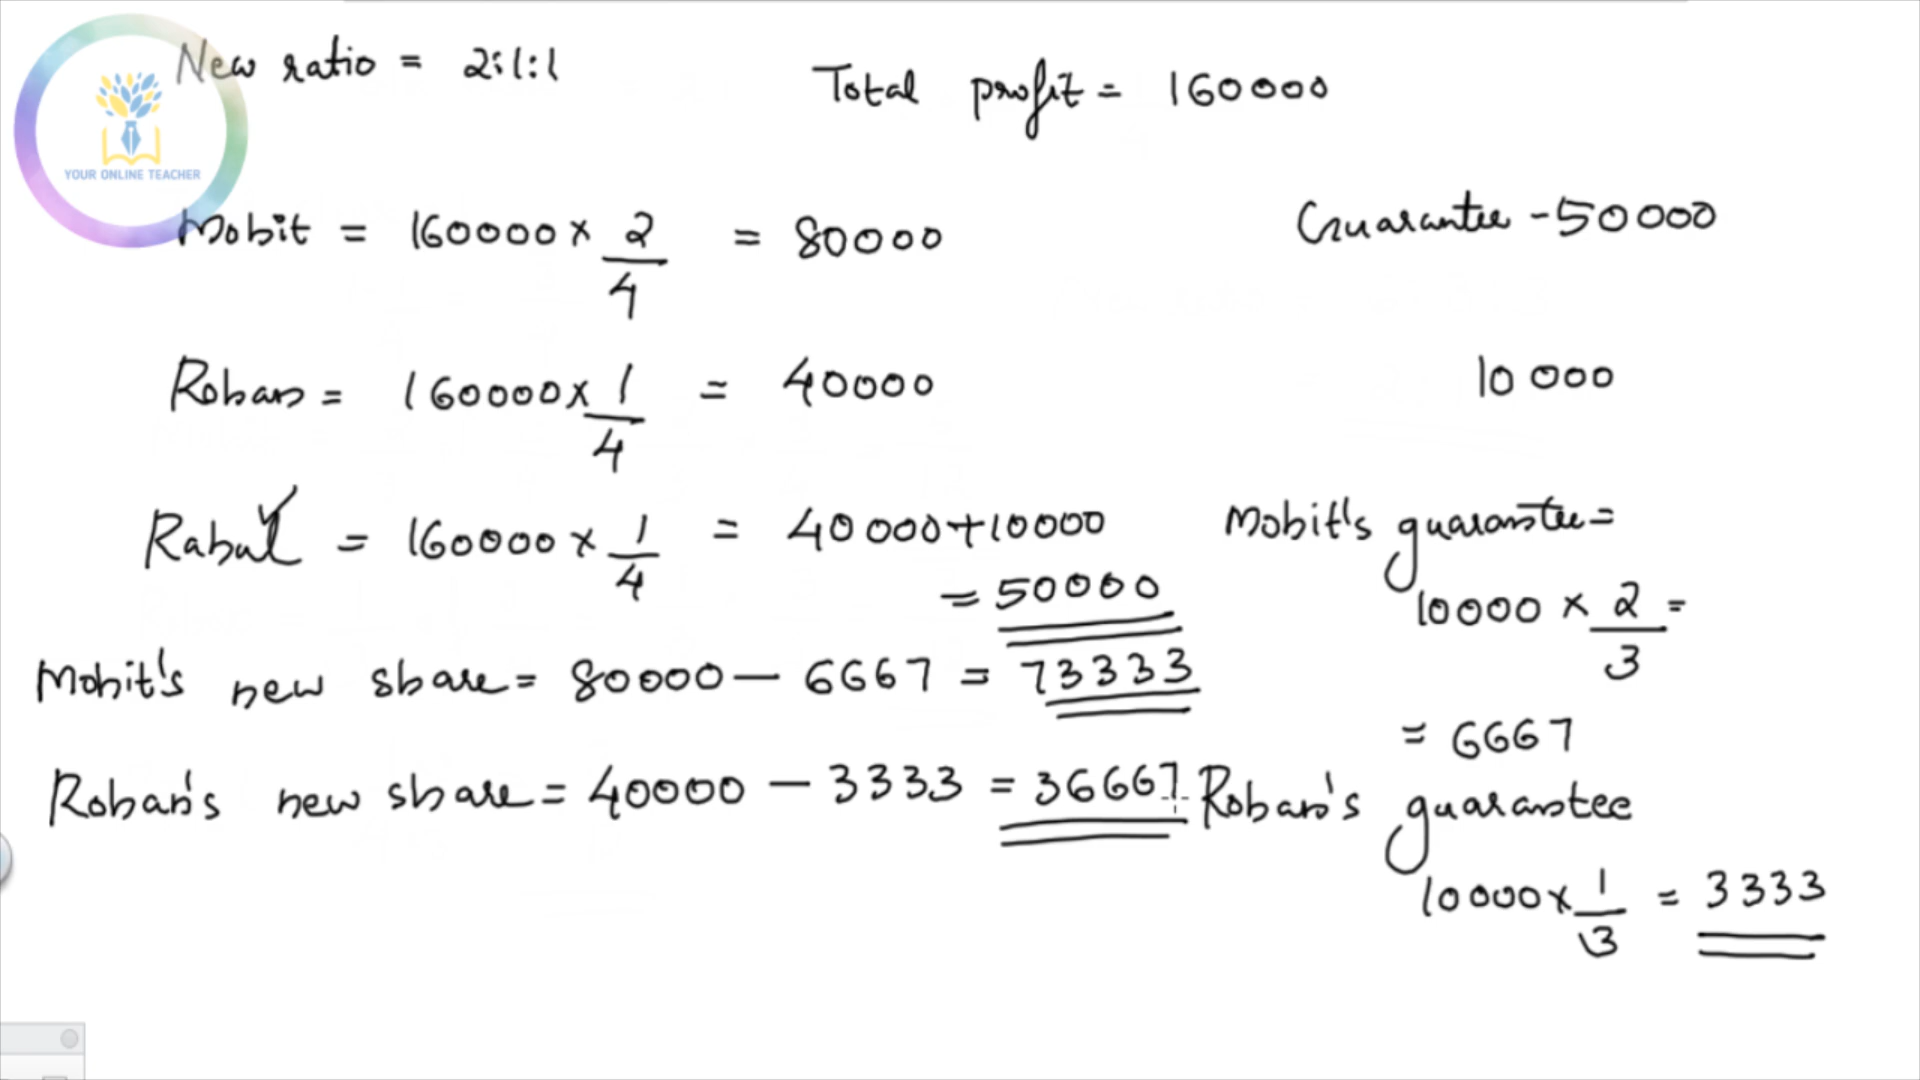 New ratio = 2:1:1
Total profit = 160000
YOUR ONLINE TEACHER
Mohit = 160000 × 2/4 = 80000
Guarantee - 50000
Rohan = 160000 × 1/4 = 40000
10000
Rahul = 160000 × 1/4 = 40000 + 10000
= 50000
Mohit's guarantee =
10000 × 2/3 =
= 6667
Mohit's new share = 80000 - 6667 = 73333
Rohan's new share = 40000 - 3333 = 36667
Rohan's guarantee
10000 × 1/3 = 3333